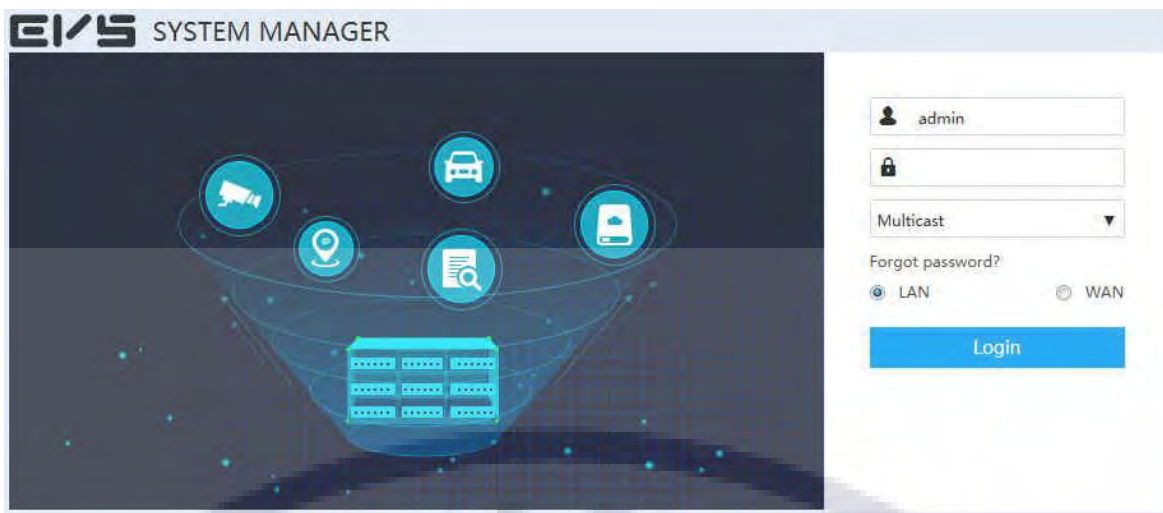 EVS SYSTEM MANAGER
admin
Multicast
Forgot password?
LAN WAN
Login